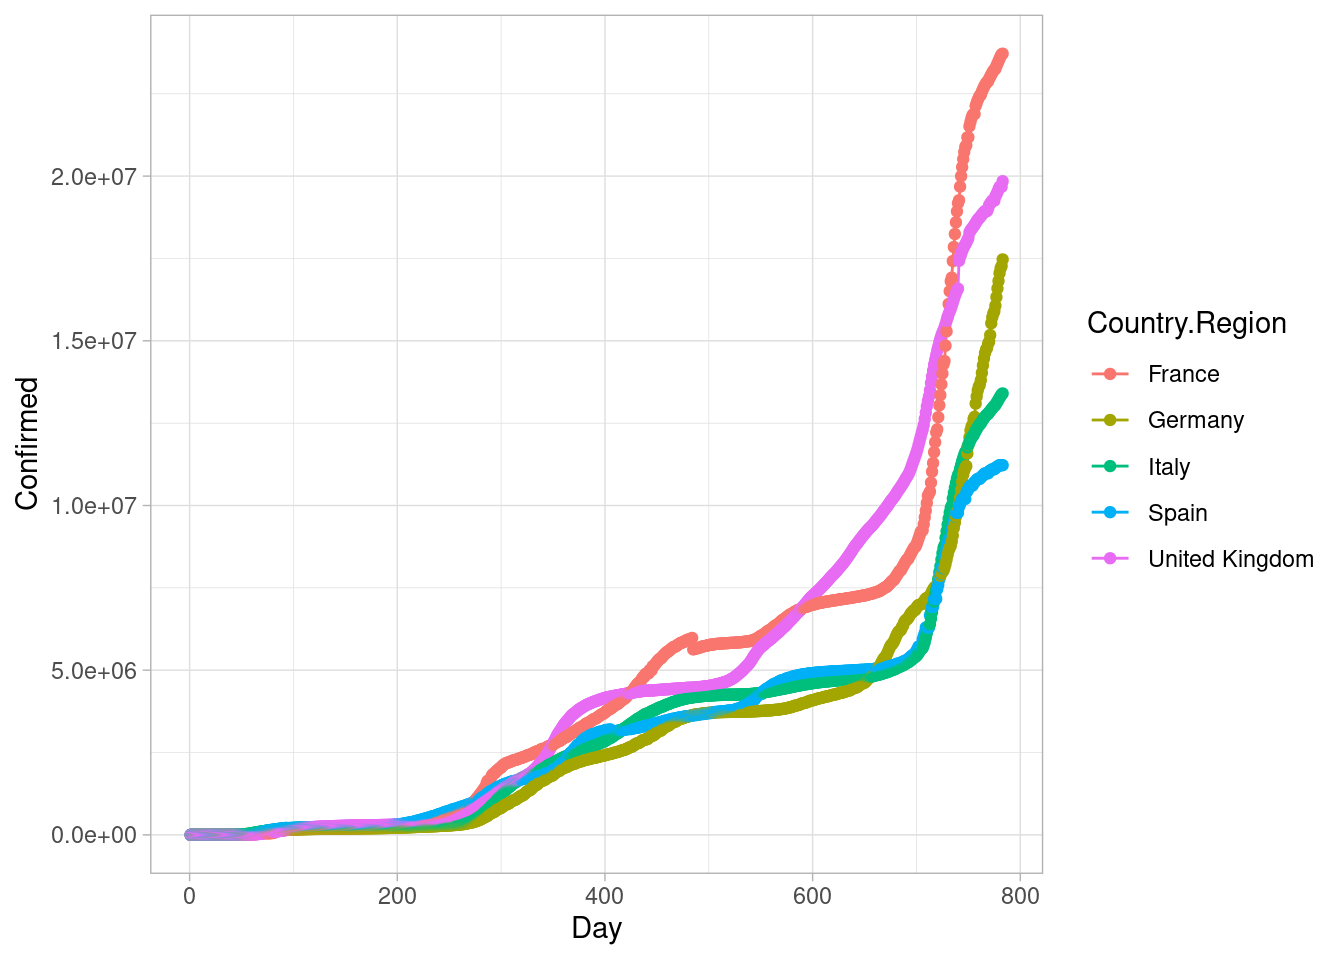 2.0e+07
1.5e+07
1.0e+07
5.0e+06
0.0e+00
Confirmed
0 200 400 600 800
Day
Country.Region
France
Germany
Italy
Spain
United Kingdom